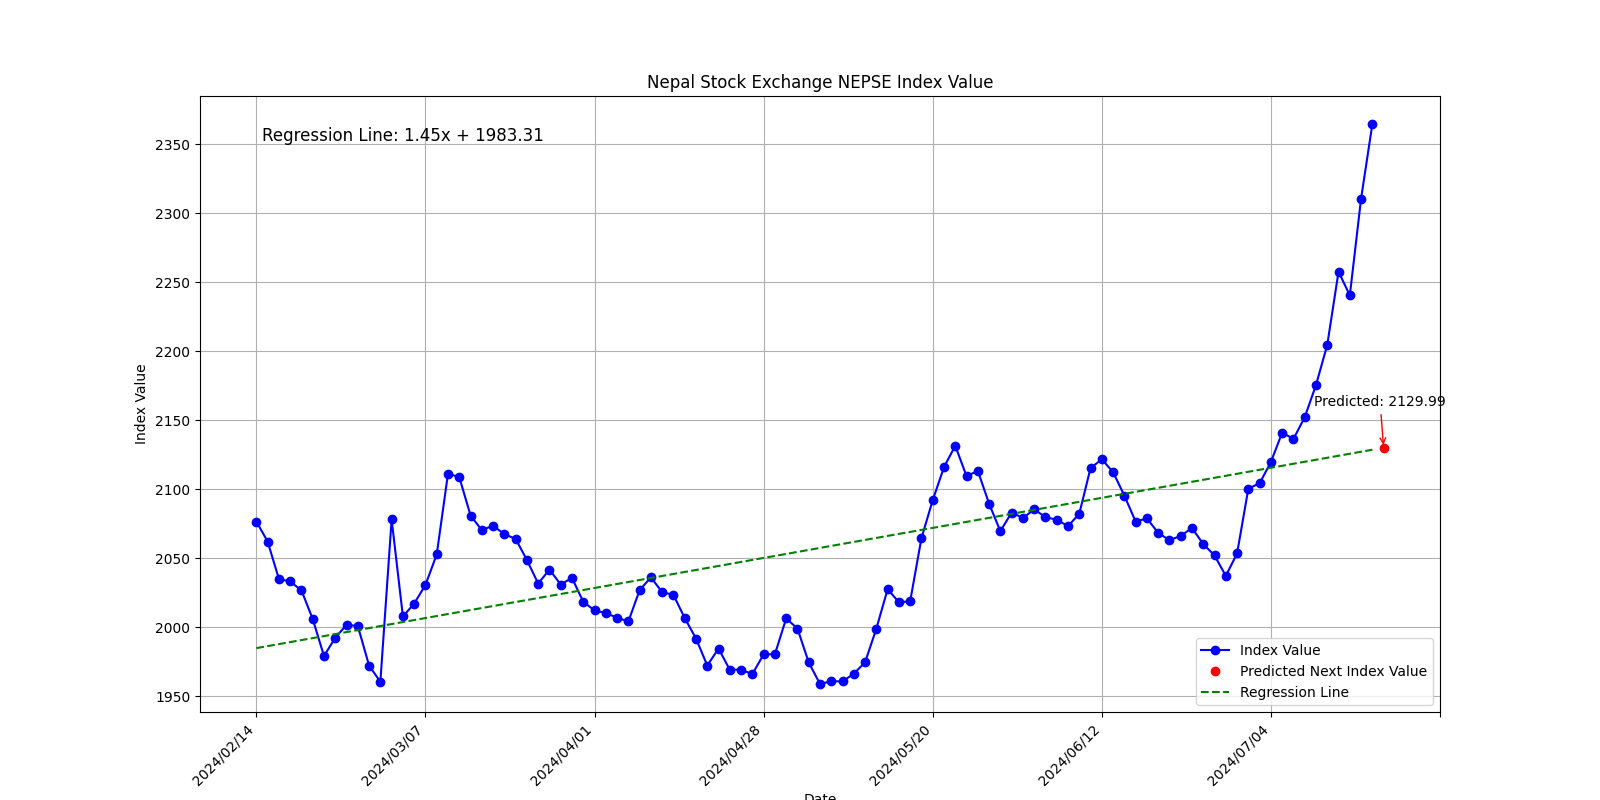 Nepal Stock Exchange NEPSE Index Value
Regression Line: 1.45x + 1983.31
2350
2300
2250
2200
2150
2100
2050
2000
1950
Index Value
Predicted: 2129.99
Index Value
Predicted Next Index Value
Regression Line
2024/02/14
2024/03/07
2024/04/01
2024/04/28
2024/05/20
2024/06/12
2024/07/04
Date